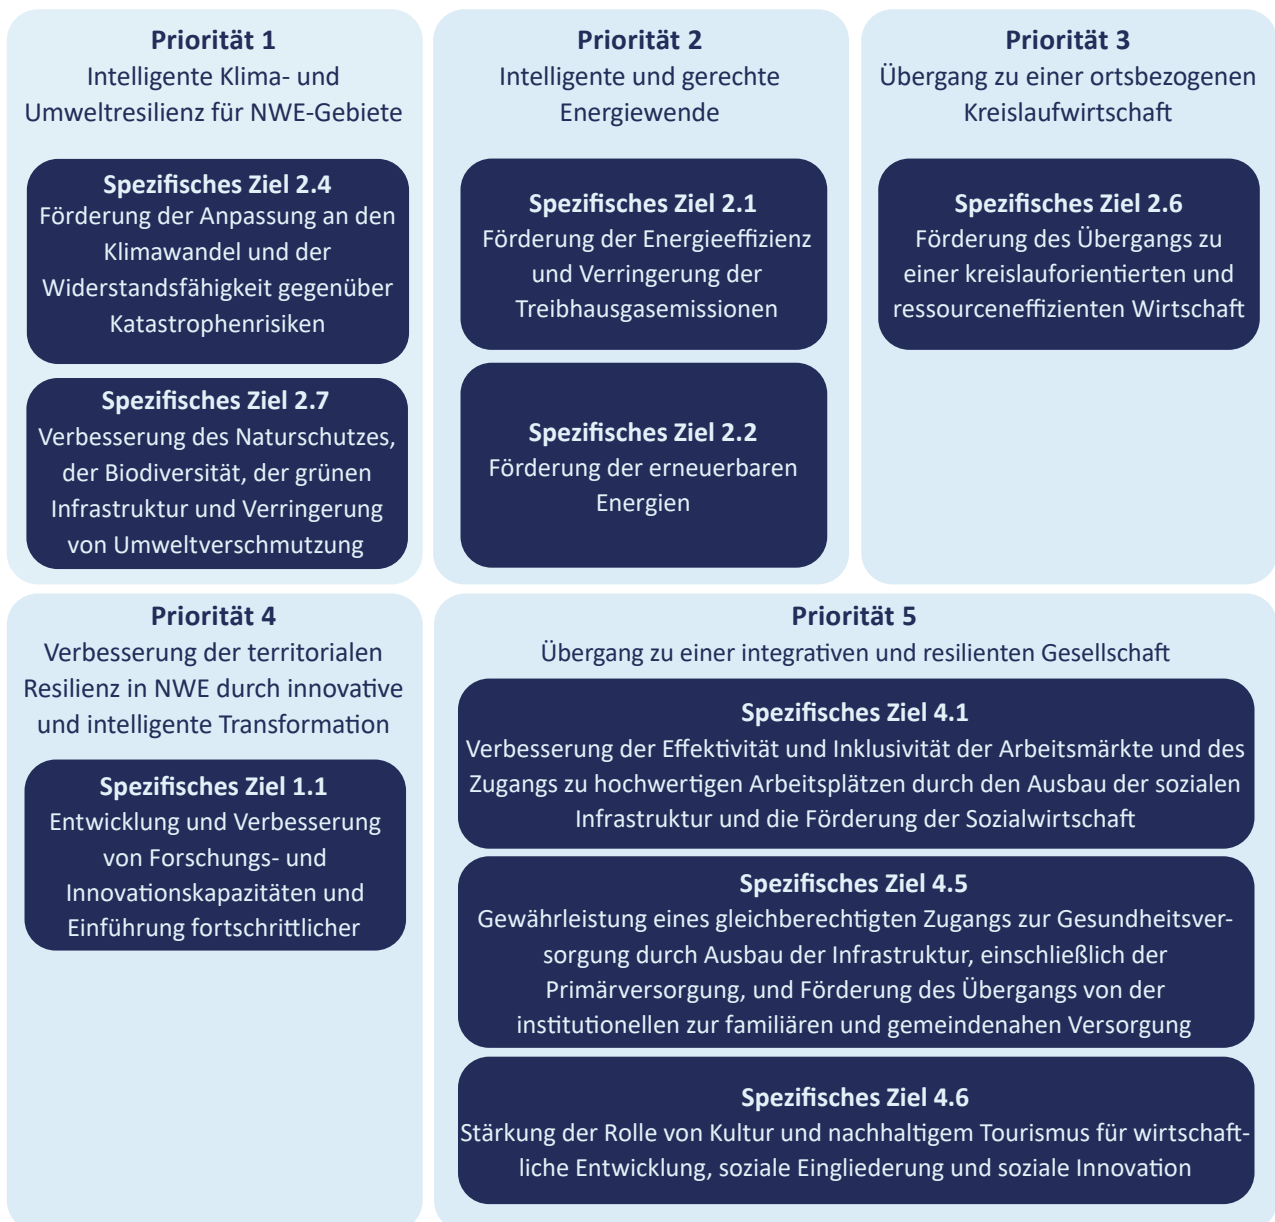 Priorität 1
Intelligente Klima- und
Umweltresilienz für NWE-Gebiete
Spezifisches Ziel 2.4
Förderung der Anpassung an den
Klimawandel und der
Widerstandsfähigkeit gegenüber
Katastrophenrisiken
Spezifisches Ziel 2.7
Verbesserung des Naturschutzes,
der Biodiversität, der grünen
Infrastruktur und Verringerung
von Umweltverschmutzung
Priorität 2
Intelligente und gerechte
Energiewende
Spezifisches Ziel 2.1
Förderung der Energieeffizienz
und Verringerung der
Treibhausgasemissionen
Spezifisches Ziel 2.2
Förderung der erneuerbaren
Energien
Priorität 3
Übergang zu einer ortsbezogenen
Kreislaufwirtschaft
Spezifisches Ziel 2.6
Förderung des Übergangs zu
einer kreislauforientierten und
ressourceneffizienten Wirtschaft
Priorität 4
Verbesserung der territorialen
Resilienz in NWE durch innovative
und intelligente Transformation
Spezifisches Ziel 1.1
Entwicklung und Verbesserung
von Forschungs- und
Innovationskapazitäten und
Einführung fortschrittlicher
Priorität 5
Übergang zu einer integrativen und resilienten Gesellschaft
Spezifisches Ziel 4.1
Verbesserung der Effektivität und Inklusivität der Arbeitsmärkte und des
Zugangs zu hochwertigen Arbeitsplätzen durch den Ausbau der sozialen
Infrastruktur und die Förderung der Sozialwirtschaft
Spezifisches Ziel 4.5
Gewährleistung eines gleichberechtigten Zugangs zur Gesundheitsver-
sorgung durch Ausbau der Infrastruktur, einschließlich der
Primärversorgung, und Förderung des Übergangs von der
institutionellen zur familiären und gemeindenahen Versorgung
Spezifisches Ziel 4.6
Stärkung der Rolle von Kultur und nachhaltigem Tourismus für wirtschaft-
liche Entwicklung, soziale Eingliederung und soziale Innovation